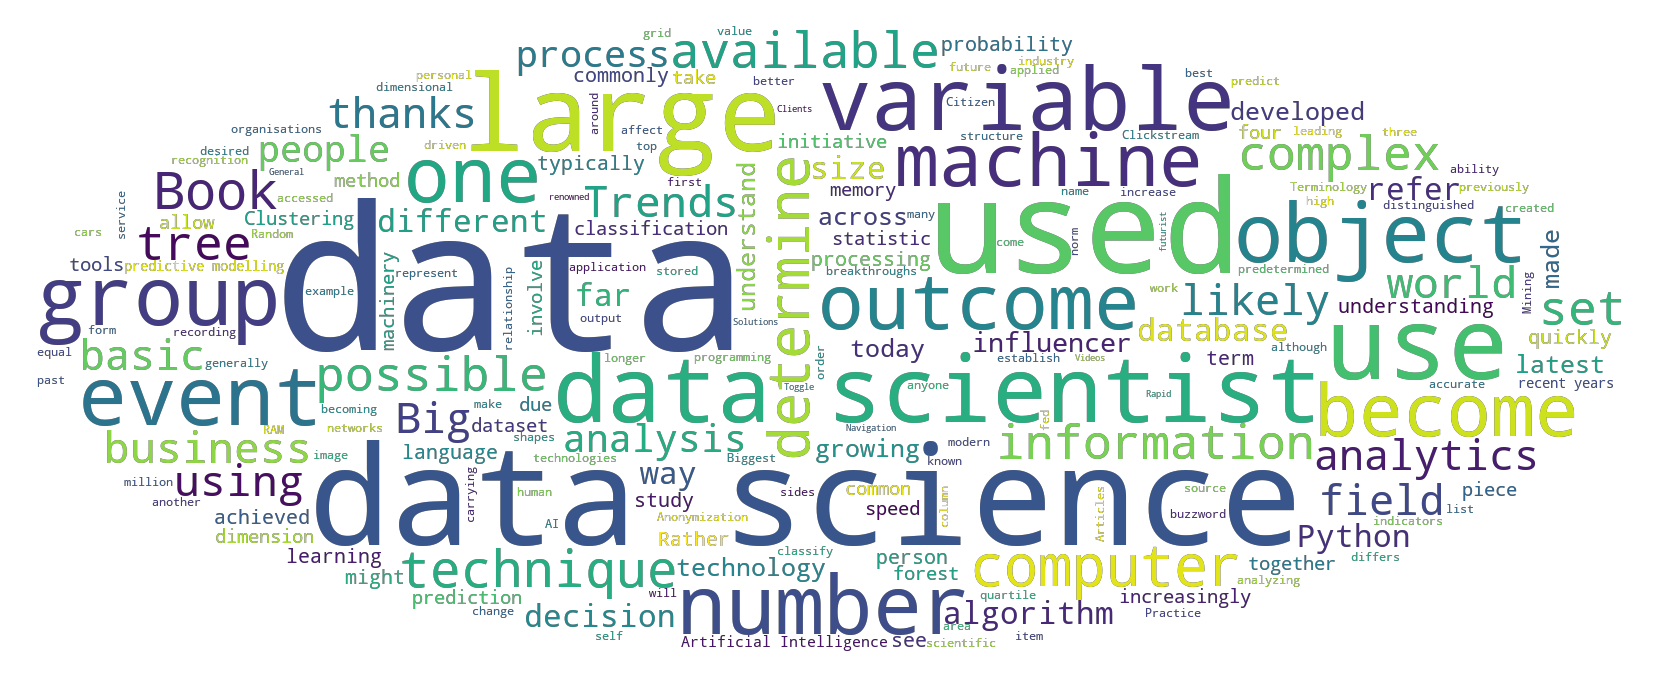 grid
value
process
available
probability
personal
dimensional
commonly
take
better
large
variable
future
industry
applied
best
predict
Citizen
developed
thanks
around
Clients
organisations
desired
recognition
General
people
driven
affect
top
typically
initiative
structure
Clickstream
four
leading
three
complex
machine
ability
Book
method
one
first
renowned
determine
size
memory
name
increase
Terminology
high
refer
previously
distinguished
created
service
allow
Clustering
Random
different
Trends
classification
understand
across
many
statistic
used
come
norm
futurist
object
cars
tree
tools
predictive modelling
data
machinery
represent
relationship
involve
application
stored
far
output
Solutions
processing
breakthroughs
outcome
predetermined
work
likely
world
understanding
Mining
made
set
group
example
form
recording
equal
past
basic
generally
possible
longer
programming
Toggle
order
today
influencer
establish
Videos
database
term
although
use
quickly
latest
recent years
accurate
event
becoming
make
Big
due
dataset
data scientist
anyone
Rapid
become
business
RAM
networks
image
language
shapes
analysis
technologies
Biggest
Navigation
growing
known
modern
fed
information
analytics
million
another
using
achieved
dimension
carrying
human
AI
data science
way
study
sides
common
speed
column
Anonymization
Rather
Articles
source
buzzword
field
piece
list
indicators
Python
differs
learning
might
technique
technology
classify
person
forest
computer
together
analyzing
prediction
change
decision
self
will
number
quartile
algorithm
increasingly
Practice
area
item
Artificial Intelligence
see
scientific